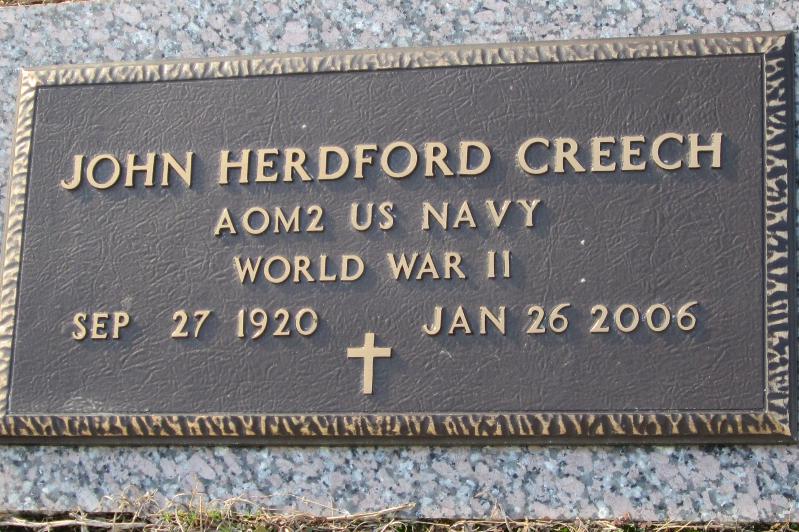 JOHN HERDFORD CREECH
AOM2 US NAVY
WORLD WAR II
SEP 27 1920 JAN 26 2006